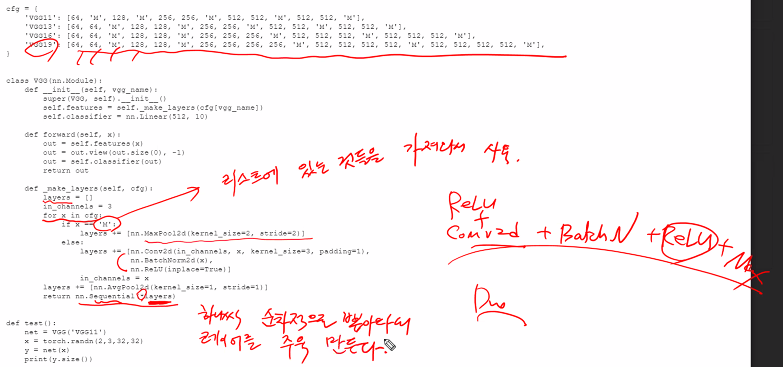 cfg = {
    'VGG11': [64, 'M', 128, 'M', 256, 256, 'M', 512, 512, 'M', 512, 512, 'M'],
    'VGG13': [64, 64, 'M', 128, 128, 'M', 256, 256, 'M', 512, 512, 'M', 512, 512, 'M'],
    'VGG16': [64, 64, 'M', 128, 128, 'M', 256, 256, 256, 'M', 512, 512, 512, 'M', 512, 512, 512, 'M'],
    'VGG19': [64, 64, 'M', 128, 128, 'M', 256, 256, 256, 256, 'M', 512, 512, 512, 512, 'M', 512, 512, 512, 512, 'M'],
}
class VGG(nn.Module):
    def __init__(self, vgg_name):
        super(VGG, self).__init__()
        self.features = self._make_layers(cfg[vgg_name])
        self.classifier = nn.Linear(512, 10)
    def forward(self, x):
        out = self.features(x)
        out = out.view(out.size(0), -1)
        out = self.classifier(out)
        return out
리스트에 있는 것들을 가져다가 사용.
    def _make_layers(self, cfg):
        layers = []
        in_channels = 3
        for x in cfg:
            if x == 'M':
                layers += [nn.MaxPool2d(kernel_size=2, stride=2)]
            else:
                layers += [nn.Conv2d(in_channels, x, kernel_size=3, padding=1),
                           nn.BatchNorm2d(x),
                           nn.ReLU(inplace=True)]
                in_channels = x
        layers += [nn.AvgPool2d(kernel_size=1, stride=1)]
        return nn.Sequential(*layers)
ReLU
+
Conv2d + BatchN + ReLU +
하나씩 순차적으로 뽑아와서
레이어를 주욱 만든다.
def test():
    net = VGG('VGG11')
    x = torch.randn(2,3,32,32)
    y = net(x)
    print(y.size())